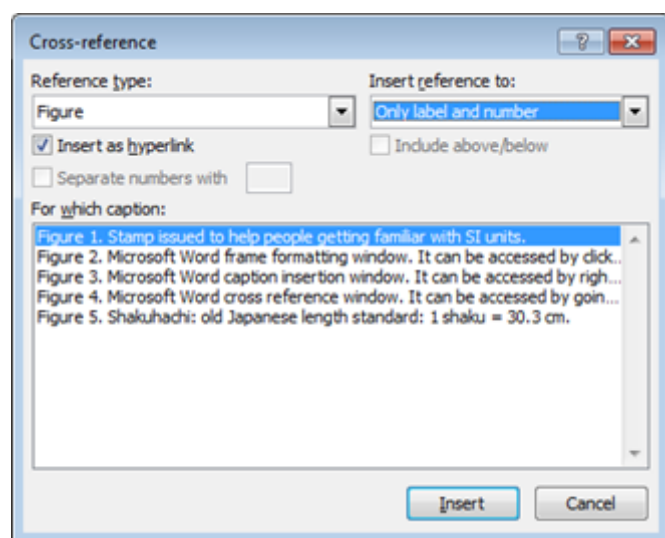 Cross-reference
Reference type:
Insert reference to:
Figure
Only label and number
Insert as hyperlink
Include above/below
Separate numbers with
For which caption:
Figure 1. Stamp issued to help people getting familiar with SI units.
Figure 2. Microsoft Word frame formatting window. It can be accessed by click...
Figure 3. Microsoft Word caption insertion window. It can be accessed by righ...
Figure 4. Microsoft Word cross reference window. It can be accessed by goin...
Figure 5. Shakuhachi: old Japanese length standard: 1 shaku = 30.3 cm.
Insert
Cancel